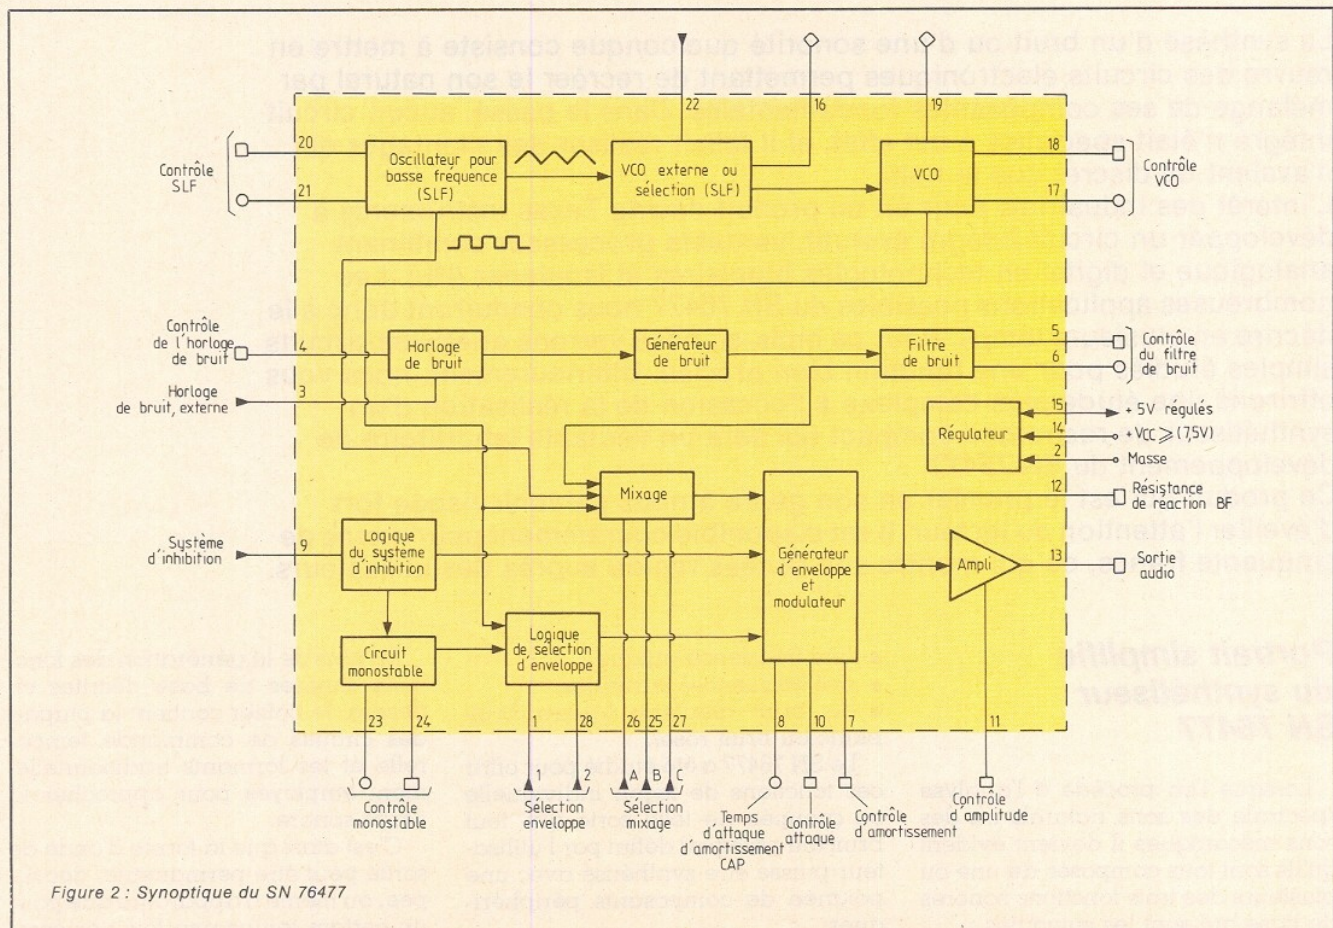 22
16
19
20
21
Contrôle
SLF
Oscillateur pour
basse fréquence
(SLF)
VCO externe ou
sélection (SLF)
VCO
18
17
Contrôle
VCO
Contrôle
de l'horloge
de bruit
4
Horloge
de bruit
Générateur
de bruit
Filtre
de bruit
5
6
Contrôle
du filtre
de bruit
Horloge
de bruit, externe
3
Régulateur
15
+ 5V régulés
14
+ VCC ⩾ (7,5V)
2
Masse
Mixage
12
Résistance
de réaction BF
Système
d'inhibition
9
Logique
du système
d'inhibition
Générateur
d'enveloppe
et
modulateur
Ampli
13
Sortie
audio
Circuit
monostable
Logique
de sélection
d'enveloppe
23
24
1
28
26
25
27
8
10
7
11
1
2
A
B
C
Contrôle
monostable
Sélection
enveloppe
Sélection
mixage
Temps
d'attaque
d'amortissement
CAP
Contrôle
attaque
Contrôle
d'amortissement
Contrôle
d'amplitude
Figure 2 : Synoptique du SN 76477